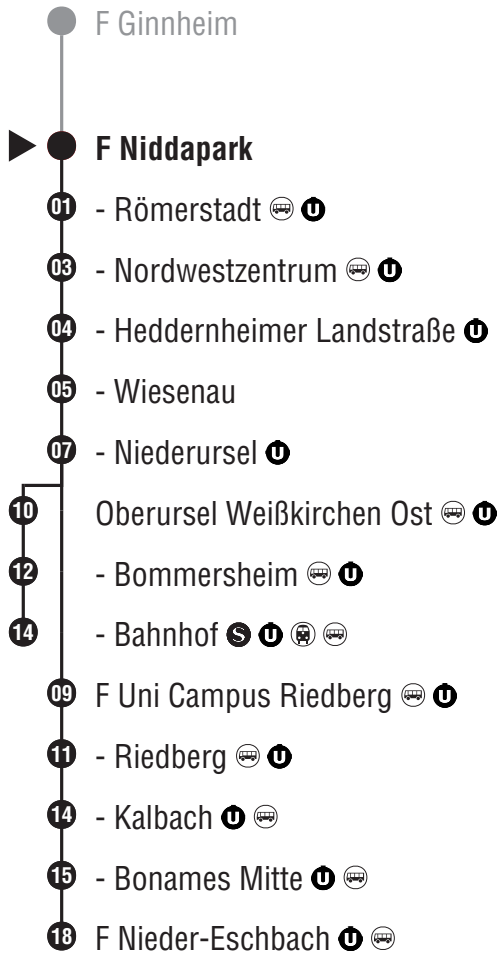 F Ginnheim
F Niddapark
01 - Römerstadt U
03 - Nordwestzentrum U
04 - Heddernheimer Landstraße U
05 - Wiesenau
07 - Niederursel U
10 Oberursel Weißkirchen Ost U
12 - Bommersheim U
14 - Bahnhof S U
09 F Uni Campus Riedberg U
11 - Riedberg U
14 - Kalbach U
15 - Bonames Mitte U
18 F Nieder-Eschbach U